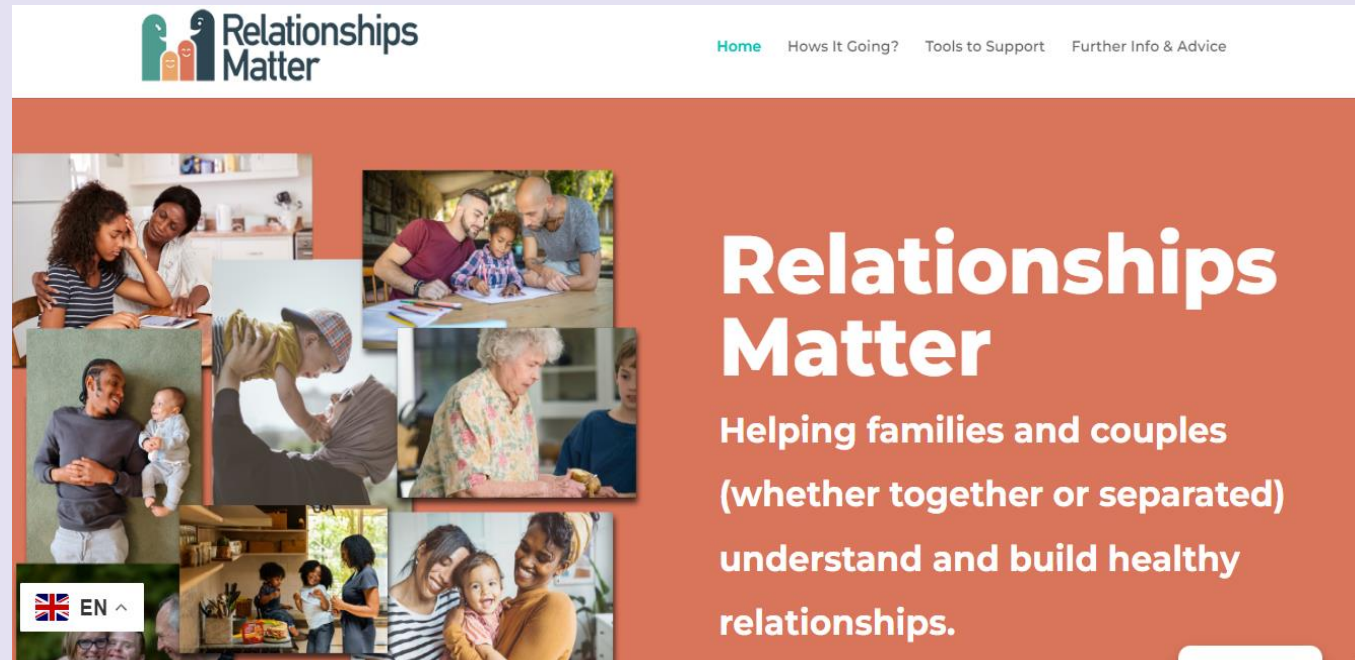 Relationships
Matter
Home Hows It Going? Tools to Support Further Info & Advice
Relationships
Matter
Helping families and couples
(whether together or separated)
understand and build healthy
relationships.
EN